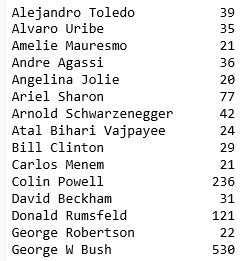 Alejandro Toledo 39
Alvaro Uribe 35
Amelie Mauresmo 21
Andre Agassi 36
Angelina Jolie 20
Ariel Sharon 77
Arnold Schwarzenegger 42
Atal Bihari Vajpayee 24
Bill Clinton 29
Carlos Menem 21
Colin Powell 236
David Beckham 31
Donald Rumsfeld 121
George Robertson 22
George W Bush 530